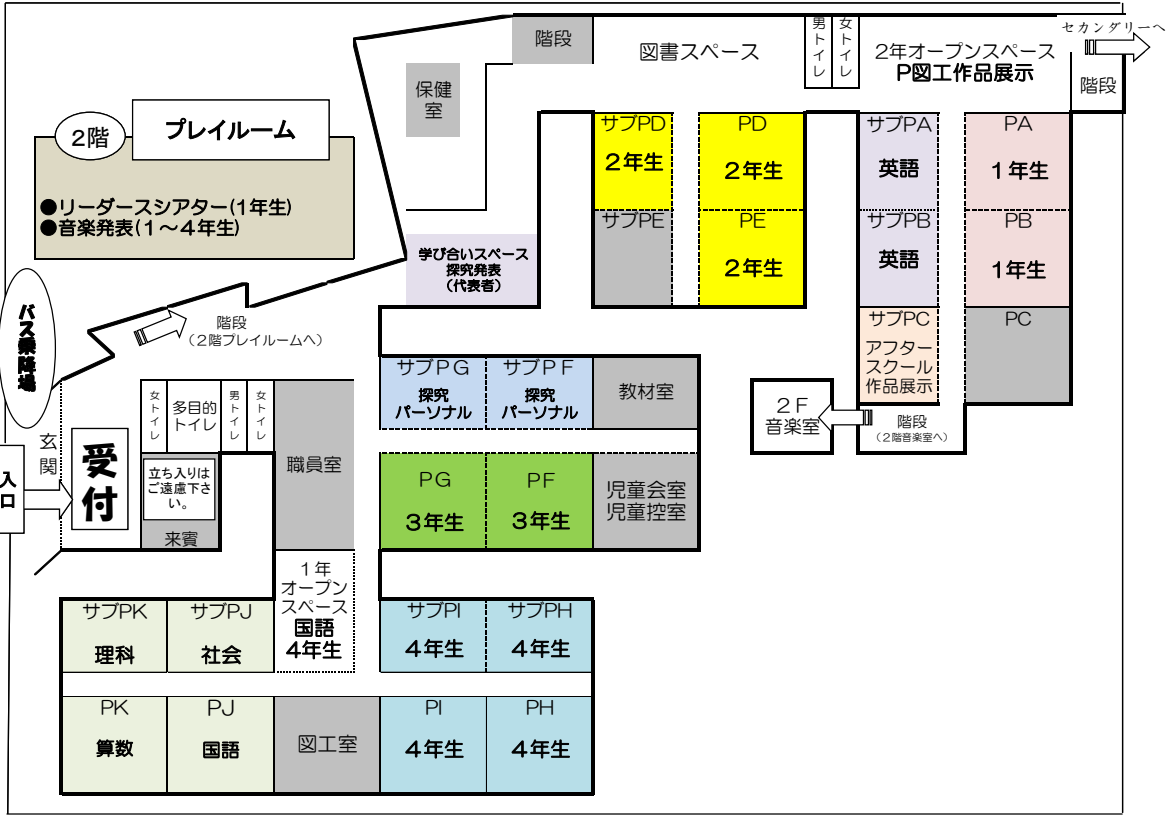 セカンダリーへ
階段
図書スペース
男トイレ
女トイレ
2年オープンスペース
P図工作品展示
階段
保健
室
2階
プレイルーム
●リーダースシアター(1年生)
●音楽発表(1～4年生)
サブPD
2年生
PD
2年生
サブPA
英語
PA
1年生
サブPE
PE
2年生
サブPB
英語
PB
1年生
学び合いスペース
探究発表
(代表者)
バス乗降場
階段
(2階プレイルームへ)
サブPC
アフター
スクール
作品展示
PC
サブPG
探究
パーソナル
サブPF
探究
パーソナル
教材室
2F
音楽室
階段
(2階音楽室へ)
女トイレ
多目的
トイレ
男トイレ
女トイレ
職員室
玄
関
受
付
入
口
立ち入りは
ご遠慮下さ
い。
来賓
PG
3年生
PF
3年生
児童会室
児童控室
1年
オープン
スペース
国語
4年生
サブPK
理科
サブPJ
社会
サブPI
4年生
サブPH
4年生
PK
算数
PJ
国語
図工室
PI
4年生
PH
4年生